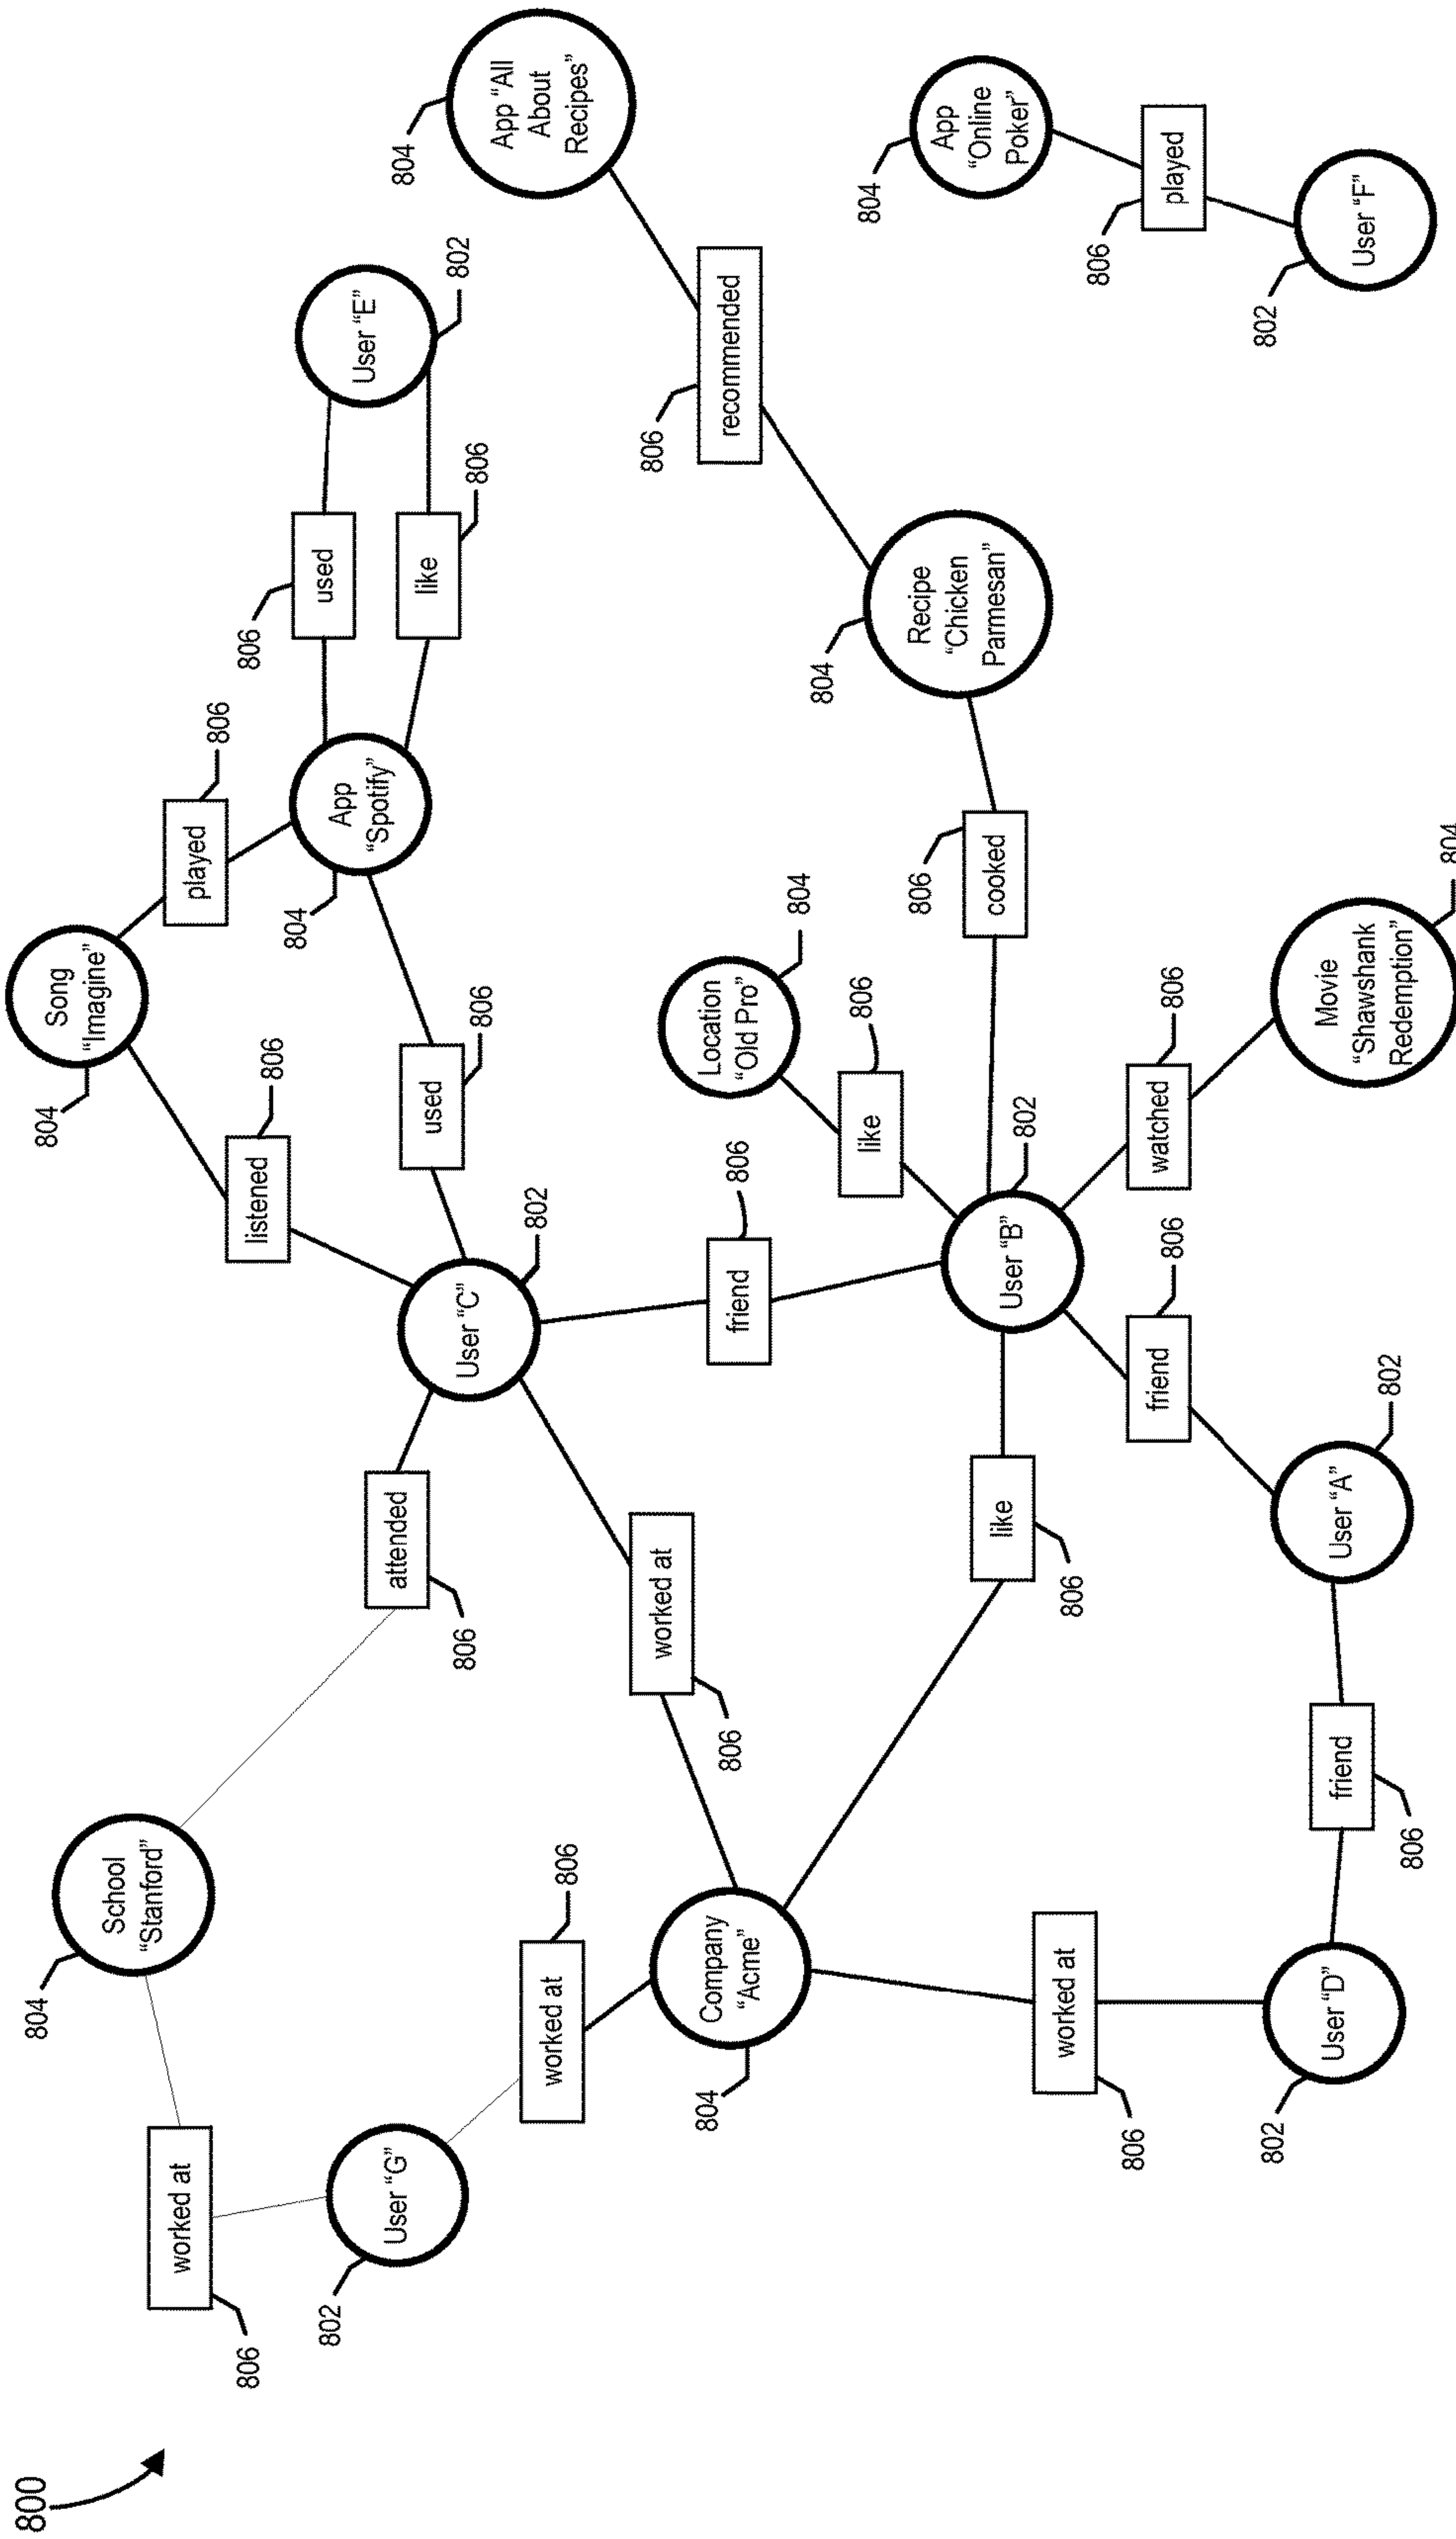 800
804
Song
“Imagine”
804
School
“Stanford”
worked at
806
played
806
listened
806
802
User “G”
806
used
App
“Spotify”
804
User “E”
802
attended
806
like
806
used
806
User “C”
802
804
App “All
About
Recipes”
worked at
806
worked at
806
806
recommended
friend
806
Location
“Old Pro”
804
Company
“Acme”
804
like
806
804
Recipe
“Chicken
Parmesan”
804
App
“Online
Poker”
806
cooked
User “B”
802
like
806
worked at
806
friend
806
watched
806
806
played
802
User “D”
friend
806
User “A”
802
Movie
“Shawshank
Redemption”
804
802
User “F”